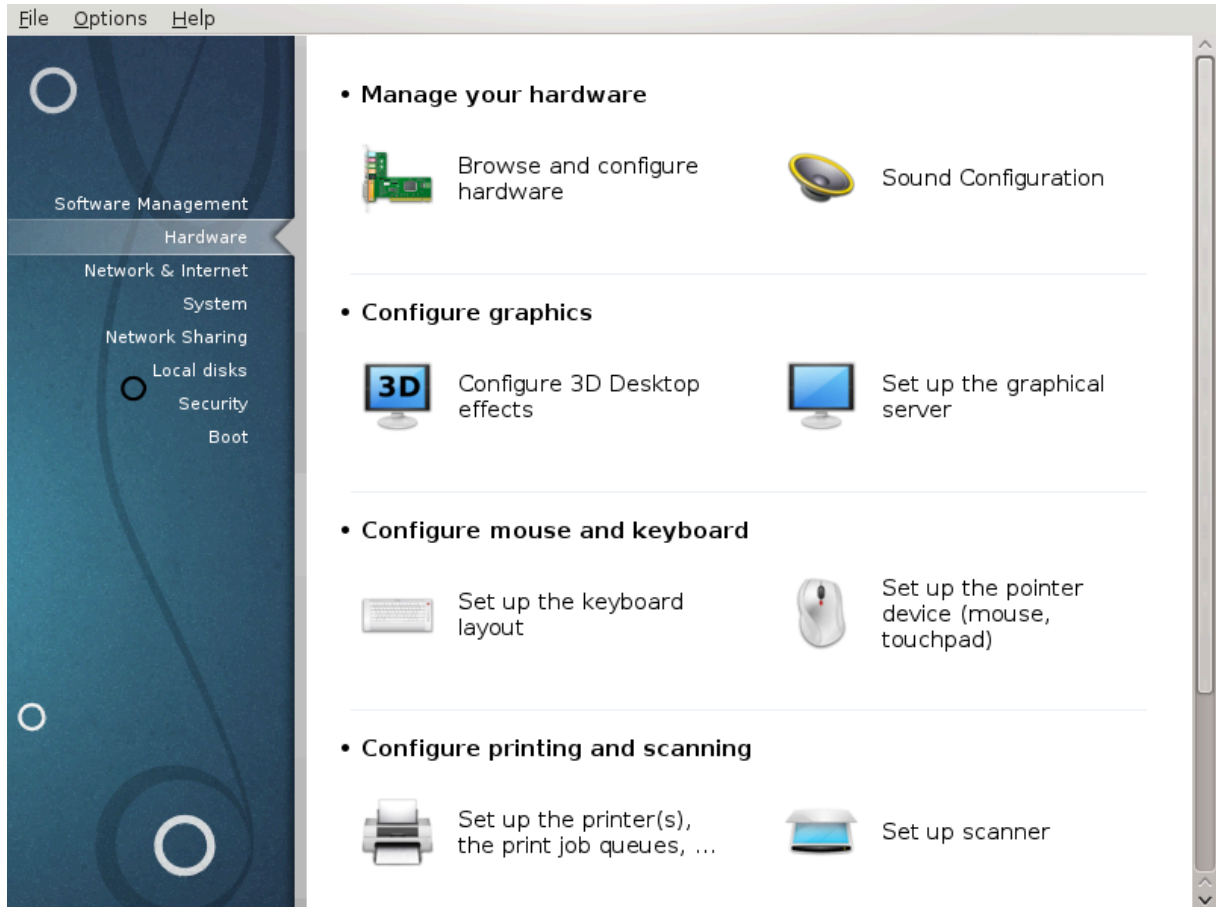 File Options Help
Software Management
Hardware
Network & Internet
System
Network Sharing
Local disks
Security
Boot
• Manage your hardware
Browse and configure
hardware
Sound Configuration
• Configure graphics
3D
Configure 3D Desktop
effects
Set up the graphical
server
• Configure mouse and keyboard
Set up the keyboard
layout
Set up the pointer
device (mouse,
touchpad)
• Configure printing and scanning
Set up the printer(s),
the print job queues, ...
Set up scanner